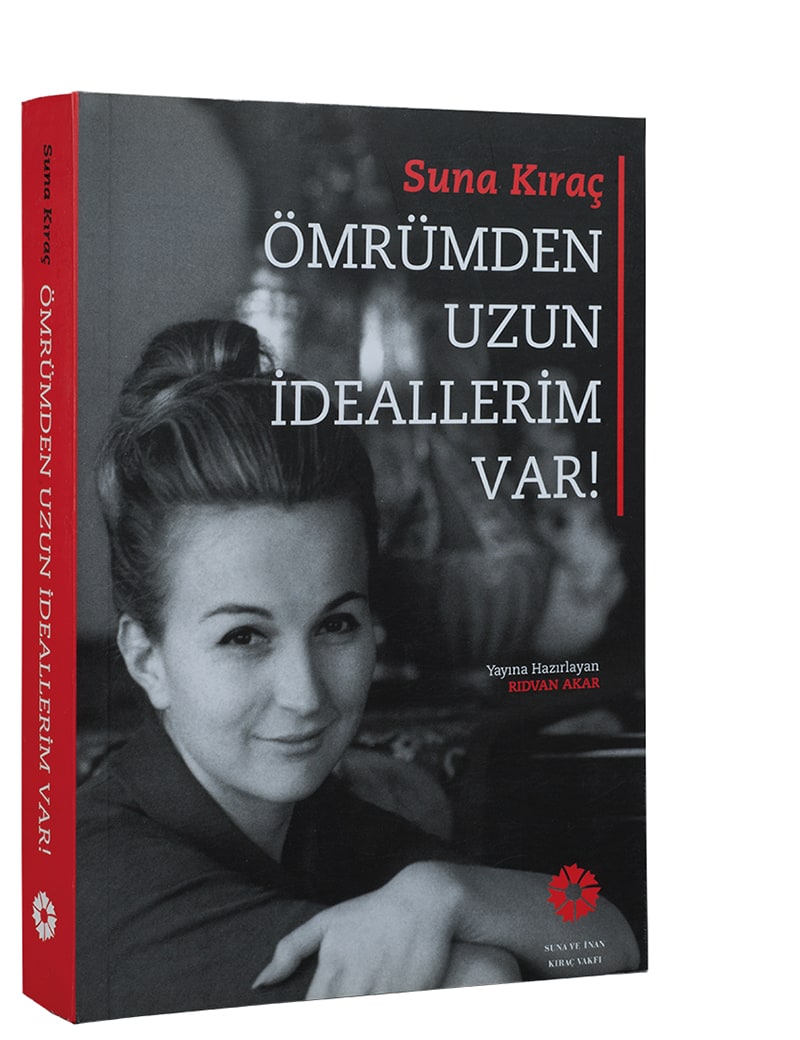 Suna Kıraç ÖMRÜMDEN UZUN İDEALLERİM VAR!
Suna Kıraç
ÖMRÜMDEN
UZUN
İDEALLERİM
VAR!
Yayına Hazırlayan
RIDVAN AKAR
SUNA VE İNAN
KIRAÇ VAKFI